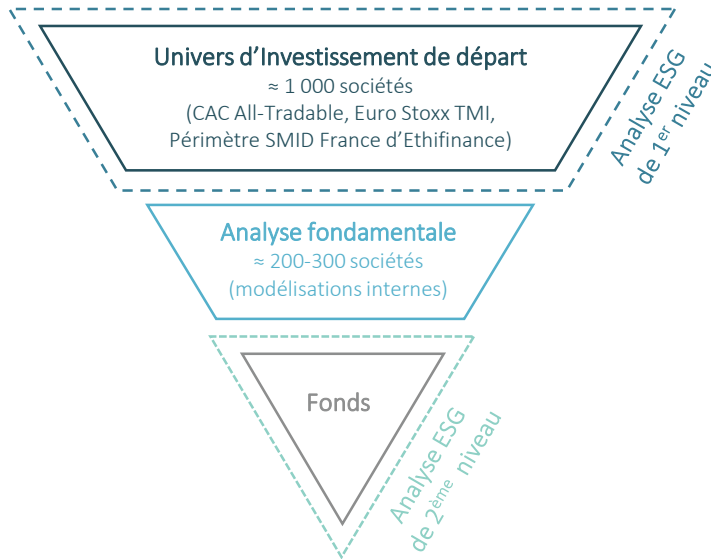 Univers d’Investissement de départ
≈ 1 000 sociétés
(CAC All-Tradable, Euro Stoxx TMI,
Périmètre SMID France d’Ethifinance)
Analyse ESG
de 1er niveau
Analyse fondamentale
≈ 200-300 sociétés
(modélisations internes)
Fonds
Analyse ESG
de 2ème niveau